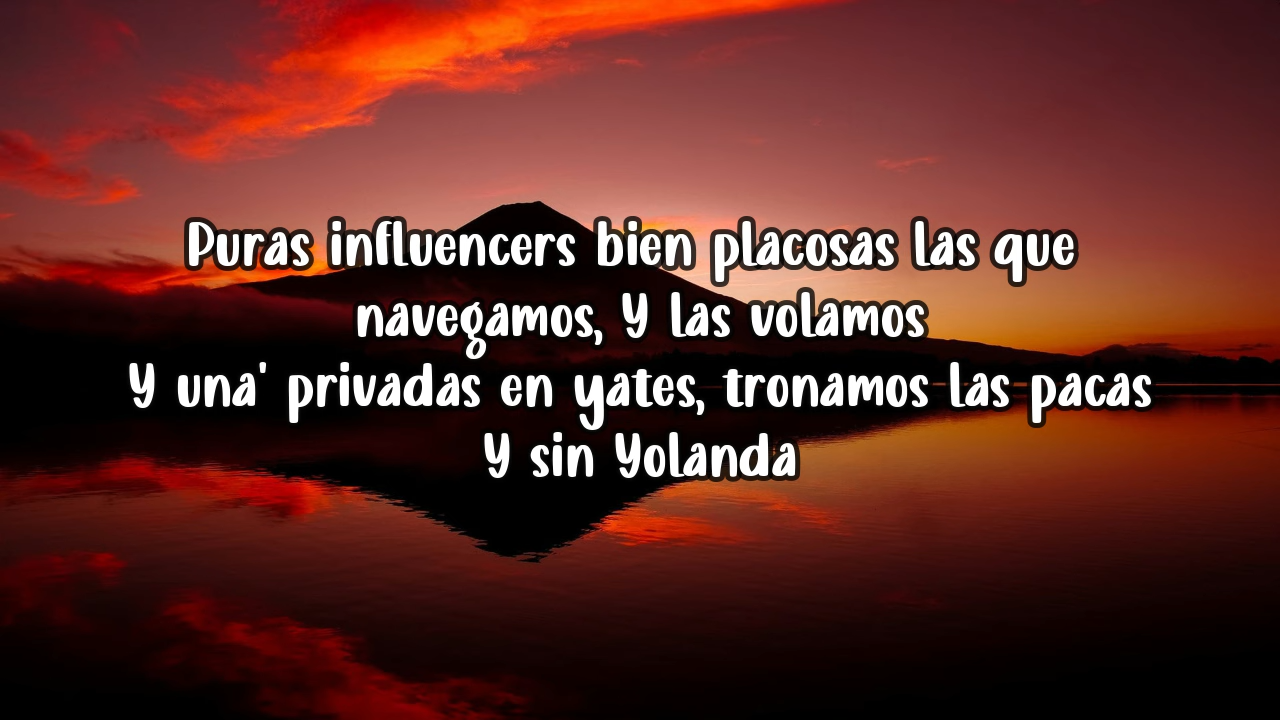 Puras influencers bien placosas las que
navegamos, Y las volamos
Y una' privadas en yates, tronamos las pacas
Y sin Yolanda